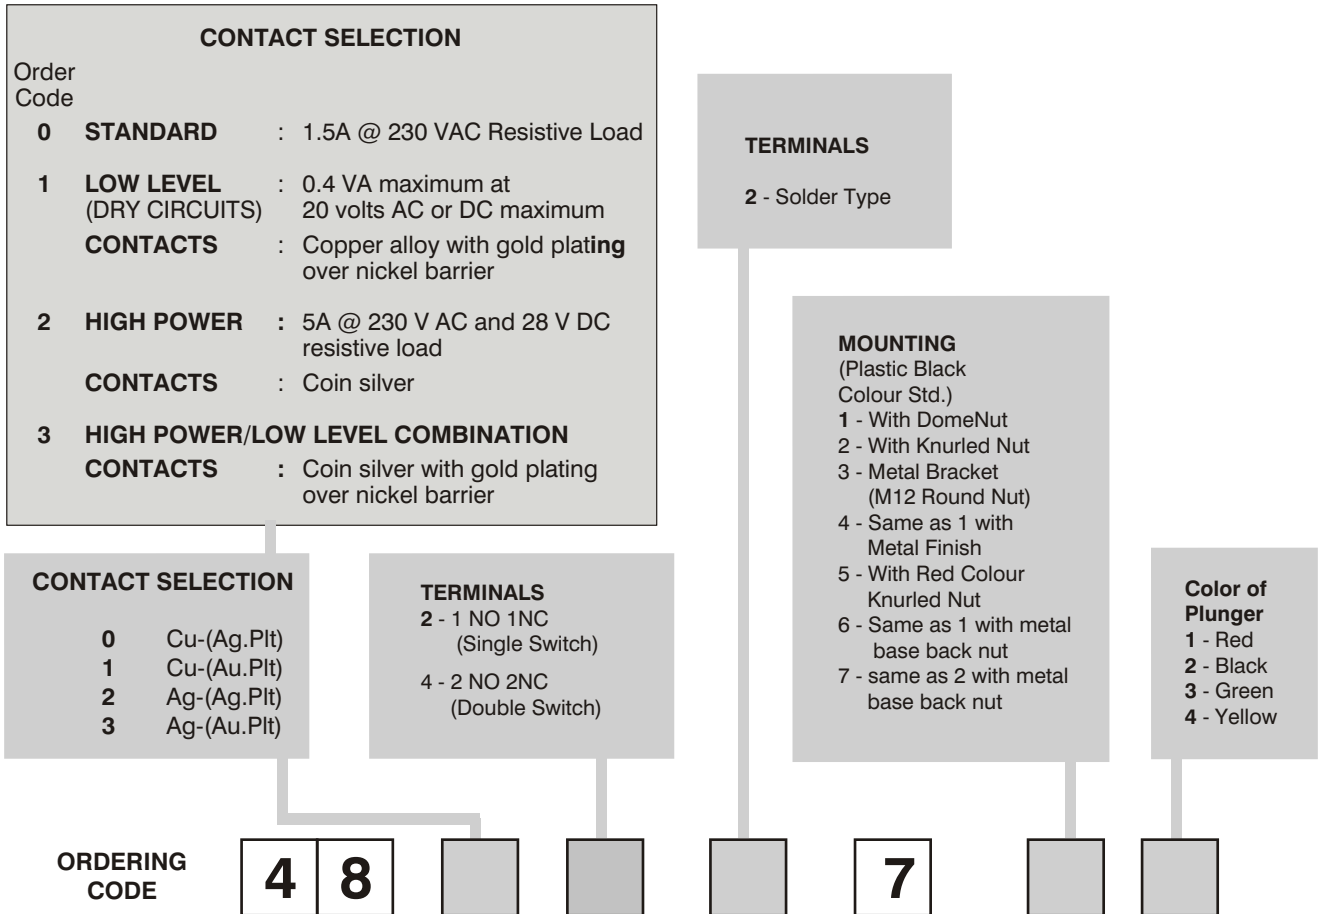 CONTACT SELECTION
Order
Code
0 STANDARD : 1.5A @ 230 VAC Resistive Load
1 LOW LEVEL : 0.4 VA maximum at
(DRY CIRCUITS) 20 volts AC or DC maximum
CONTACTS : Copper alloy with gold plating
over nickel barrier
2 HIGH POWER : 5A @ 230 V AC and 28 V DC
resistive load
CONTACTS : Coin silver
3 HIGH POWER/LOW LEVEL COMBINATION
CONTACTS : Coin silver with gold plating
over nickel barrier
TERMINALS
2 - Solder Type
MOUNTING
(Plastic Black
Colour Std.)
1 - With DomeNut
2 - With Knurled Nut
3 - Metal Bracket
(M12 Round Nut)
4 - Same as 1 with
Metal Finish
5 - With Red Colour
Knurled Nut
6 - Same as 1 with metal
base back nut
7 - same as 2 with metal
base back nut
CONTACT SELECTION
0 Cu-(Ag.Plt)
1 Cu-(Au.Plt)
2 Ag-(Ag.Plt)
3 Ag-(Au.Plt)
TERMINALS
2 - 1 NO 1NC
(Single Switch)
4 - 2 NO 2NC
(Double Switch)
Color of
Plunger
1 - Red
2 - Black
3 - Green
4 - Yellow
ORDERING
CODE
4 8 7